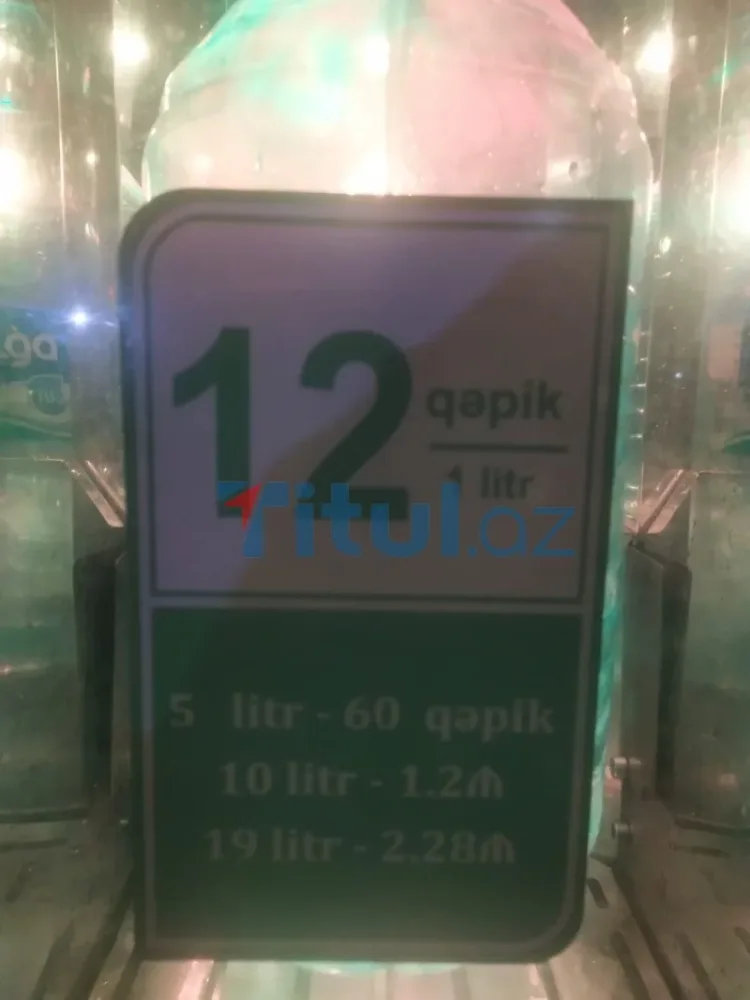 12 qəpik
1 litr
Titul.az
5 litr - 60 qəpik
10 litr - 1.2₼
19 litr - 2.28₼